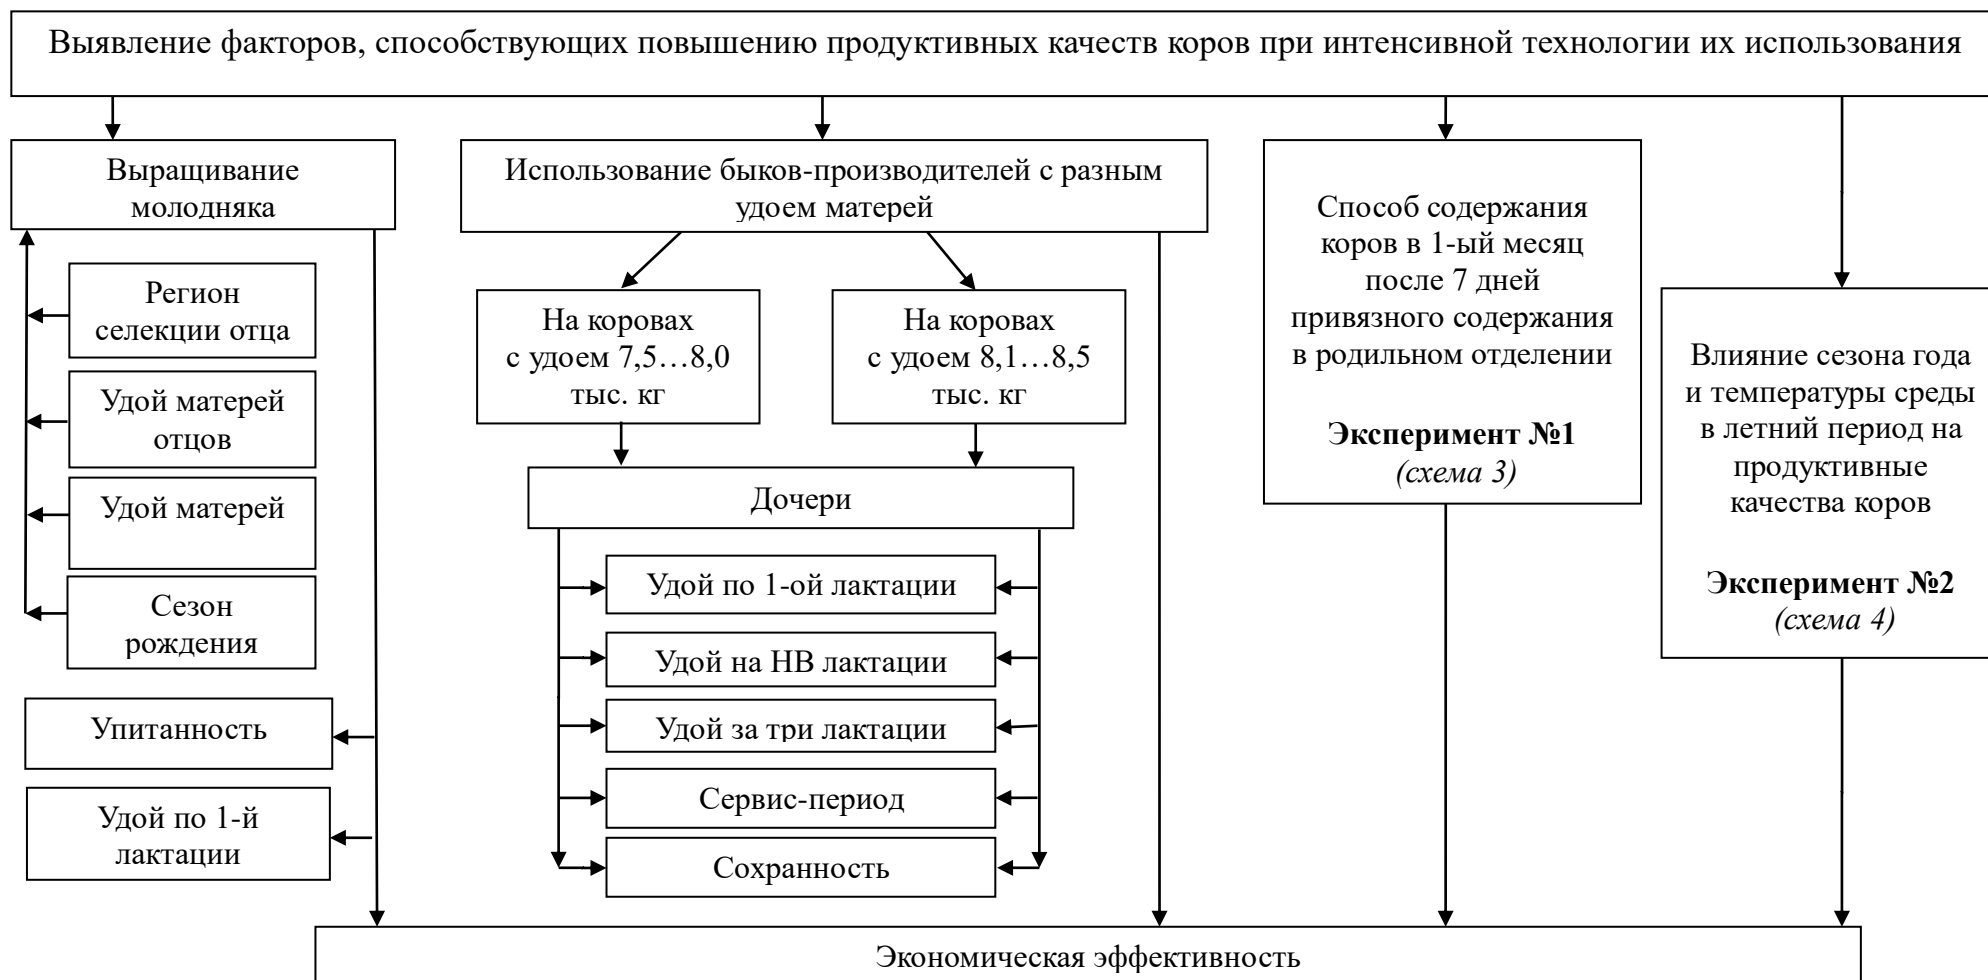 Выявление факторов, способствующих повышению продуктивных качеств коров при интенсивной технологии их использования
Выращивание
молодняка
Регион
селекции отца
Удой матерей
отцов
Удой матерей
Сезон
рождения
Упитанность
Удой по 1-й
лактации
Использование быков-производителей с разным
удоем матерей
На коровах
с удоем 7,5…8,0
тыс. кг
На коровах
с удоем 8,1…8,5
тыс. кг
Дочери
Удой по 1-ой лактации
Удой на НВ лактации
Удой за три лактации
Сервис-период
Сохранность
Способ содержания
коров в 1-ый месяц
после 7 дней
привязного содержания
в родильном отделении
Эксперимент №1
(схема 3)
Влияние сезона года
и температуры среды
в летний период на
продуктивные
качества коров
Эксперимент №2
(схема 4)
Экономическая эффективность